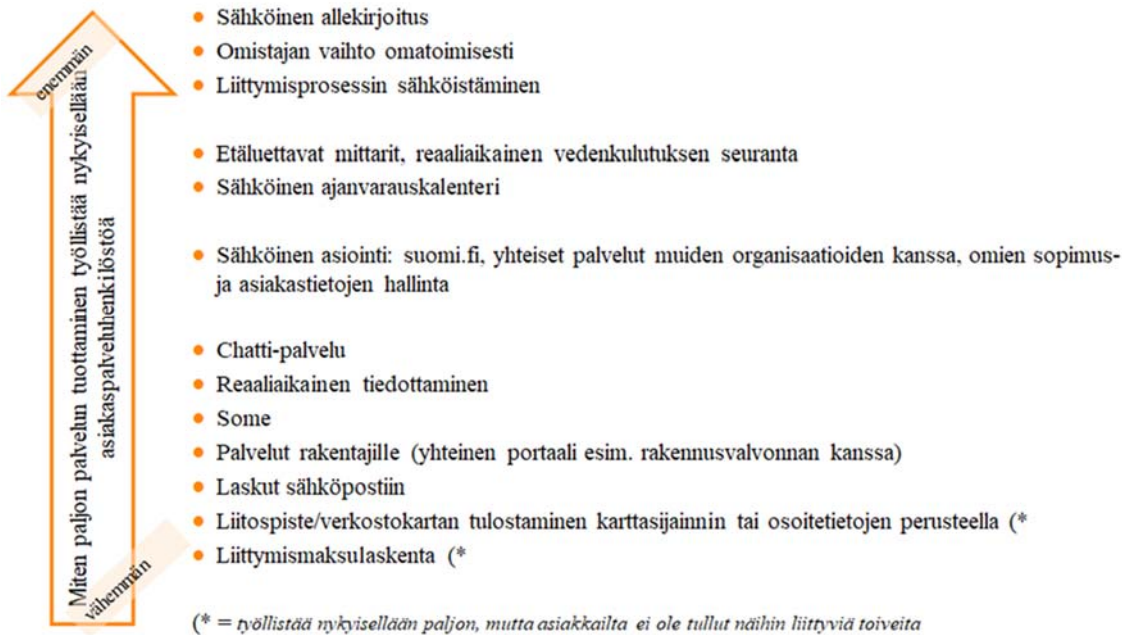 enemmän
Miten paljon palvelun tuottaminen työllistää nykyisellään
asiakaspalveluhenkilöstöä
vähemmän
• Sähköinen allekirjoitus
• Omistajan vaihto omatoimisesti
• Liittymisprosessin sähköistäminen
• Etäluettavat mittarit, reaaliaikainen vedenkulutuksen seuranta
• Sähköinen ajanvarauskalenteri
• Sähköinen asiointi: suomi.fi, yhteiset palvelut muiden organisaatioiden kanssa, omien sopimus-
ja asiakastietojen hallinta
• Chatti-palvelu
• Reaaliaikainen tiedottaminen
• Some
• Palvelut rakentajille (yhteinen portaali esim. rakennusvalvonnan kanssa)
• Laskut sähköpostiin
• Liitospiste/verkostokartan tulostaminen karttasijainnin tai osoitetietojen perusteella (*
• Liittymismaksulaskenta (*
(* = työllistää nykyisellään paljon, mutta asiakkailta ei ole tullut näihin liittyviä toiveita